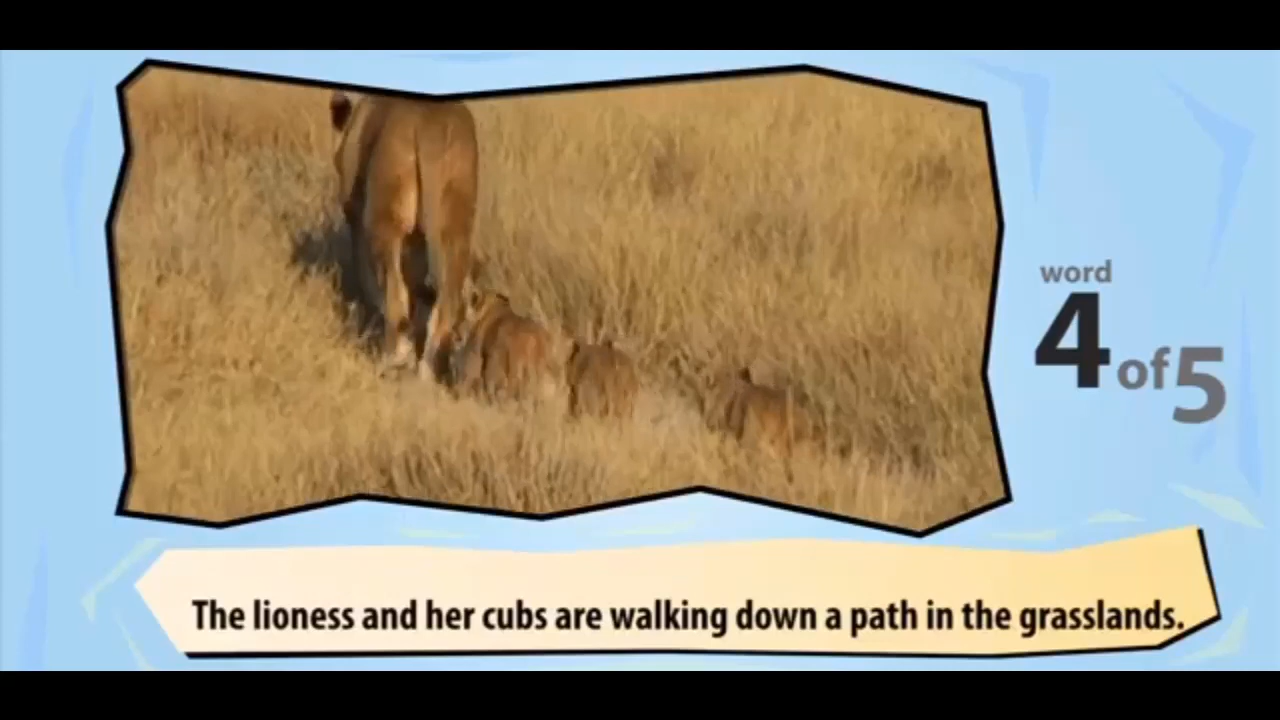 word
4 of 5
The lioness and her cubs are walking down a path in the grasslands.